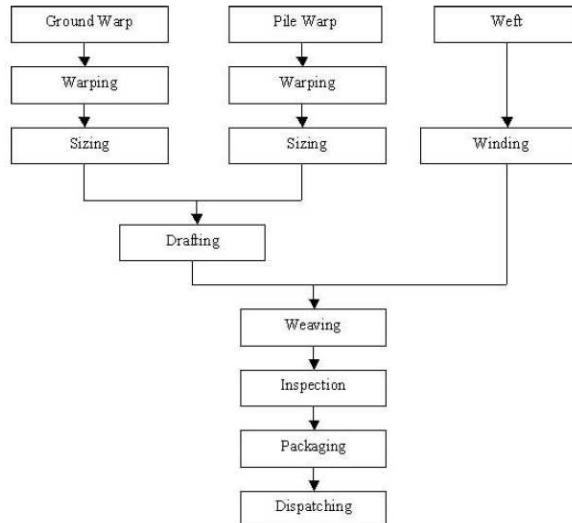 Ground Warp
Pile Warp
Weft
Warping
Warping
Sizing
Sizing
Winding
Drafting
Weaving
Inspection
Packaging
Dispatching